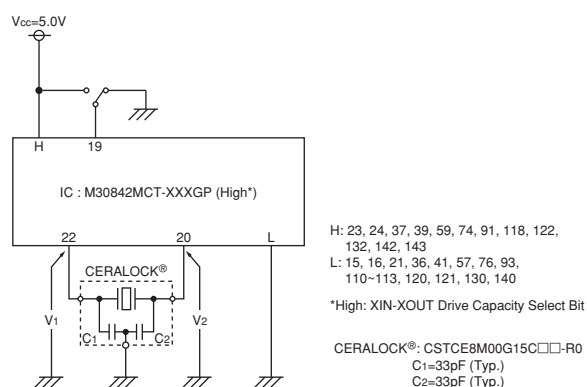 Vcc=5.0V
H
19
IC : M30842MCT-XXXGP (High*)
22
20
L
CERALOCK®
V1
C1
C2
V2
H: 23, 24, 37, 39, 59, 74, 91, 118, 122,
132, 142, 143
L: 15, 16, 21, 36, 41, 57, 76, 93,
110~113, 120, 121, 130, 140
*High: XIN-XOUT Drive Capacity Select Bit
CERALOCK®: CSTCE8M00G15C□□-R0
C1=33pF (Typ.)
C2=33pF (Typ.)